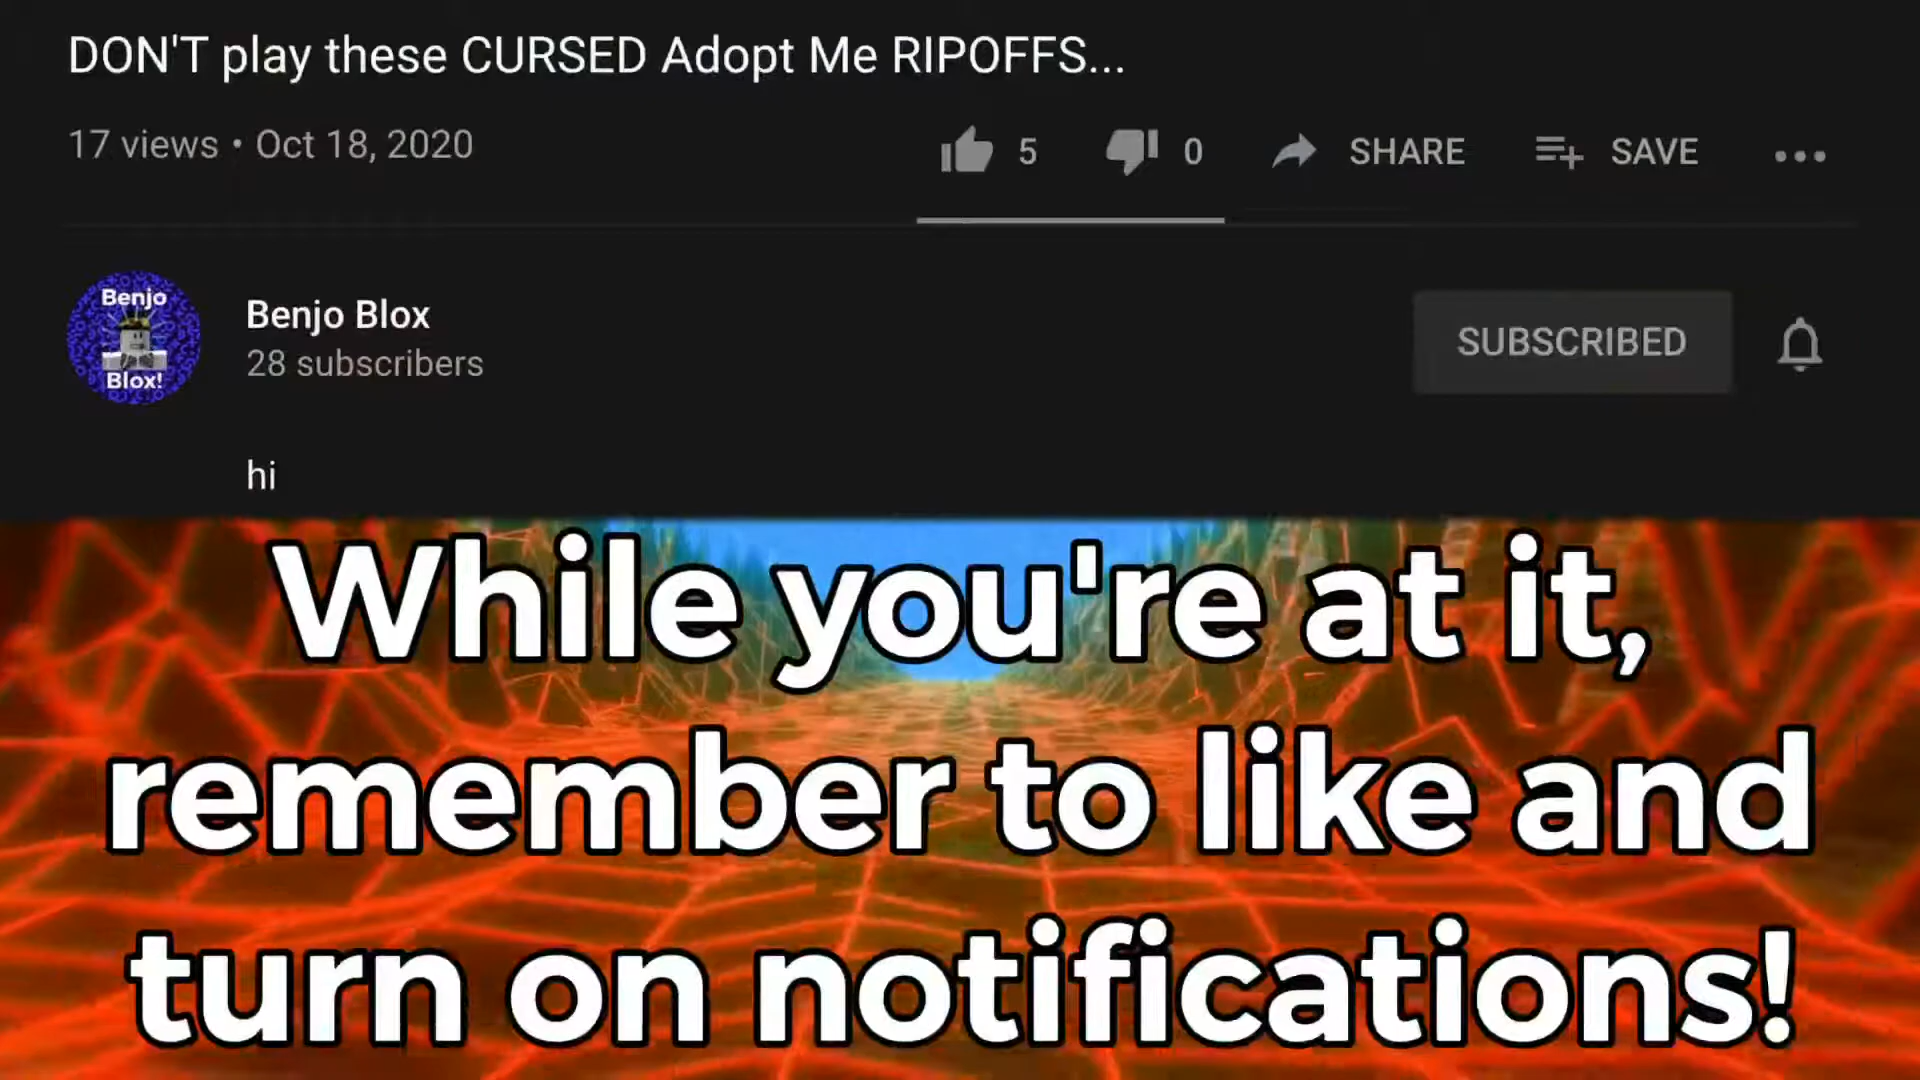 DON'T play these CURSED Adopt Me RIPOFFS...
17 views • Oct 18, 2020
5
0
SHARE
SAVE
Benjo
Blox!
Benjo Blox
28 subscribers
SUBSCRIBED
hi
While you're at it,
remember to like and
turn on notifications!